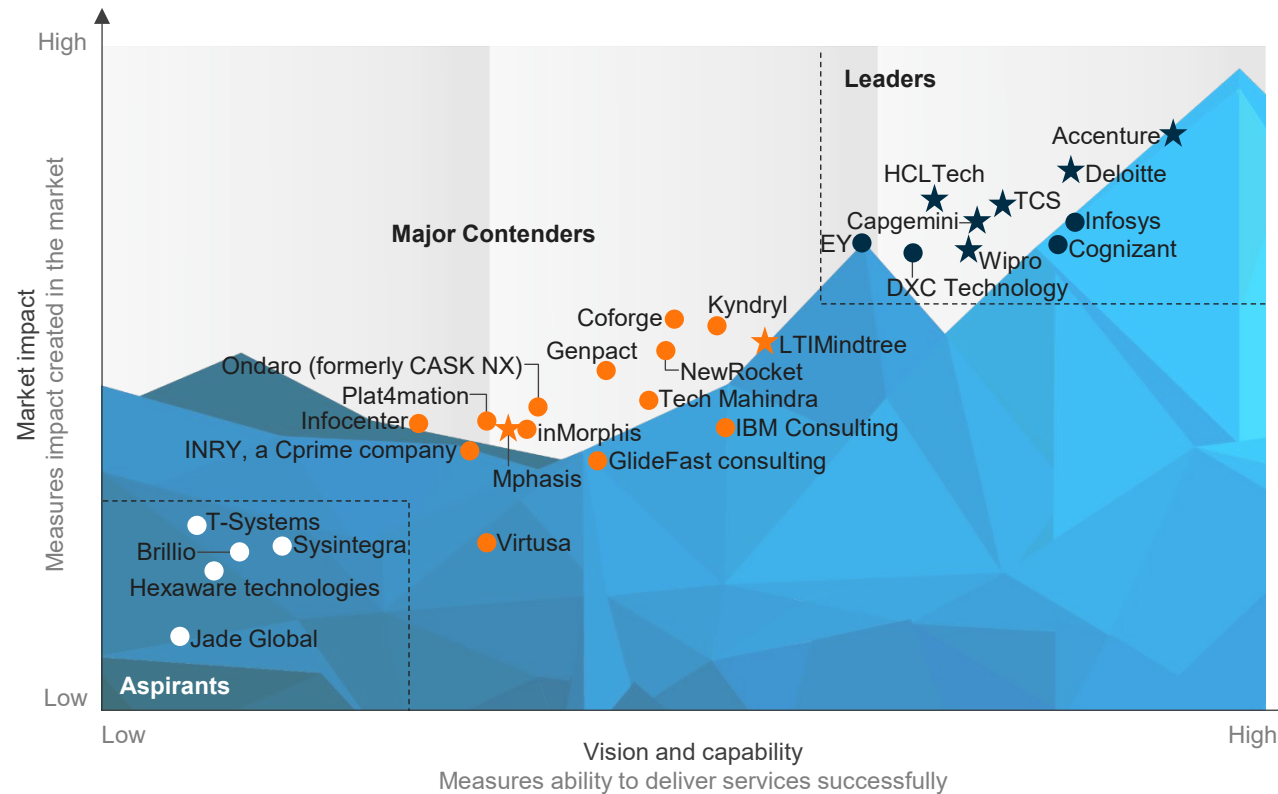 High
Leaders
Accenture
Deloitte
HCLTech
TCS
Capgemini
Infosys
EY
Cognizant
Wipro
DXC Technology
Major Contenders
Kyndryl
Coforge
LTIMindtree
Genpact
NewRocket
Ondaro (formerly CASK NX)
Plat4mation
Tech Mahindra
Infocenter
inMorphis
IBM Consulting
INRY, a Cprime company
GlideFast consulting
Mphasis
Virtusa
T-Systems
Sysintegra
Brillio
Hexaware technologies
Jade Global
Aspirants
Market impact
Measures impact created in the market
Low
Low
High
Vision and capability
Measures ability to deliver services successfully